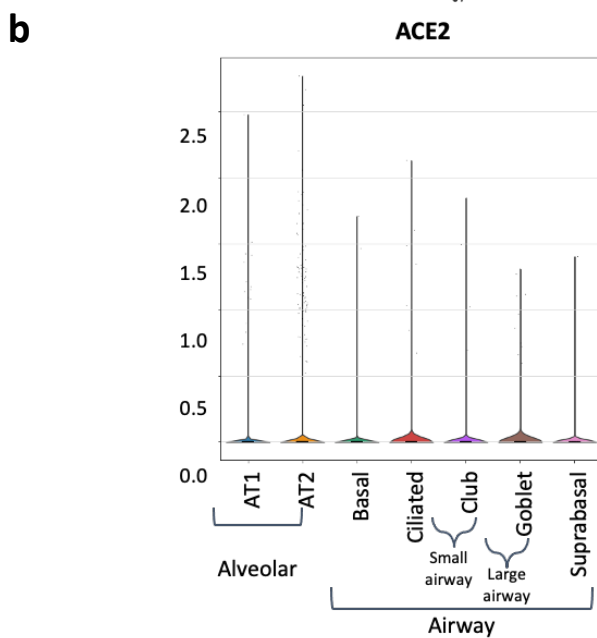 b
ACE2
2.5
2.0
1.5
1.0
0.5
0.0
AT1
AT2
Basal
Ciliated
Club
Goblet
Suprabasal
Alveolar
Small
airway
Large
airway
Airway